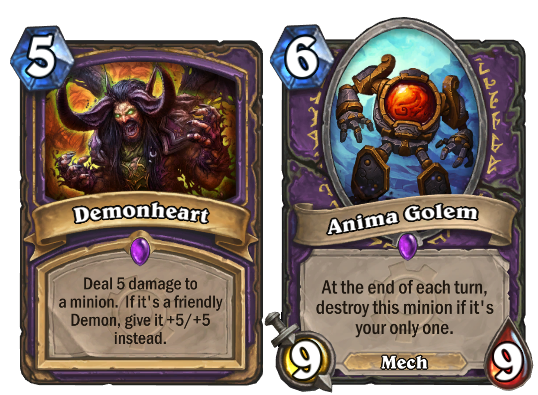 5
Demonheart
Deal 5 damage to
a minion. If it's a friendly
Demon, give it +5/+5
instead.
6
Anima Golem
At the end of each turn,
destroy this minion if it's
your only one.
9
Mech
9